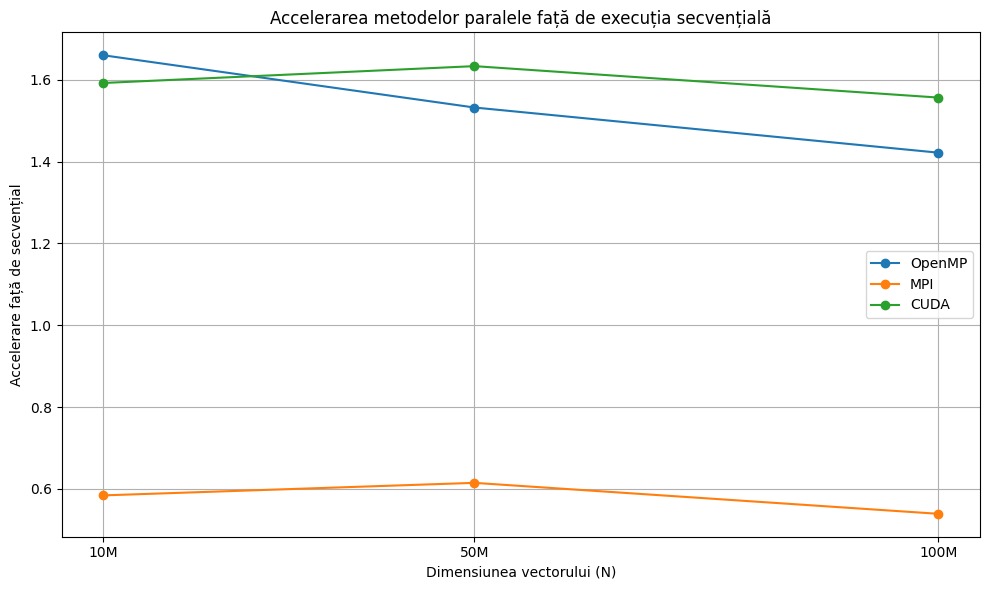 Accelerarea metodelor paralele față de execuția secvențială
Accelerare față de secvențial
1.6
1.4
1.2
1.0
0.8
0.6
OpenMP
MPI
CUDA
10M
50M
100M
Dimensiunea vectorului (N)